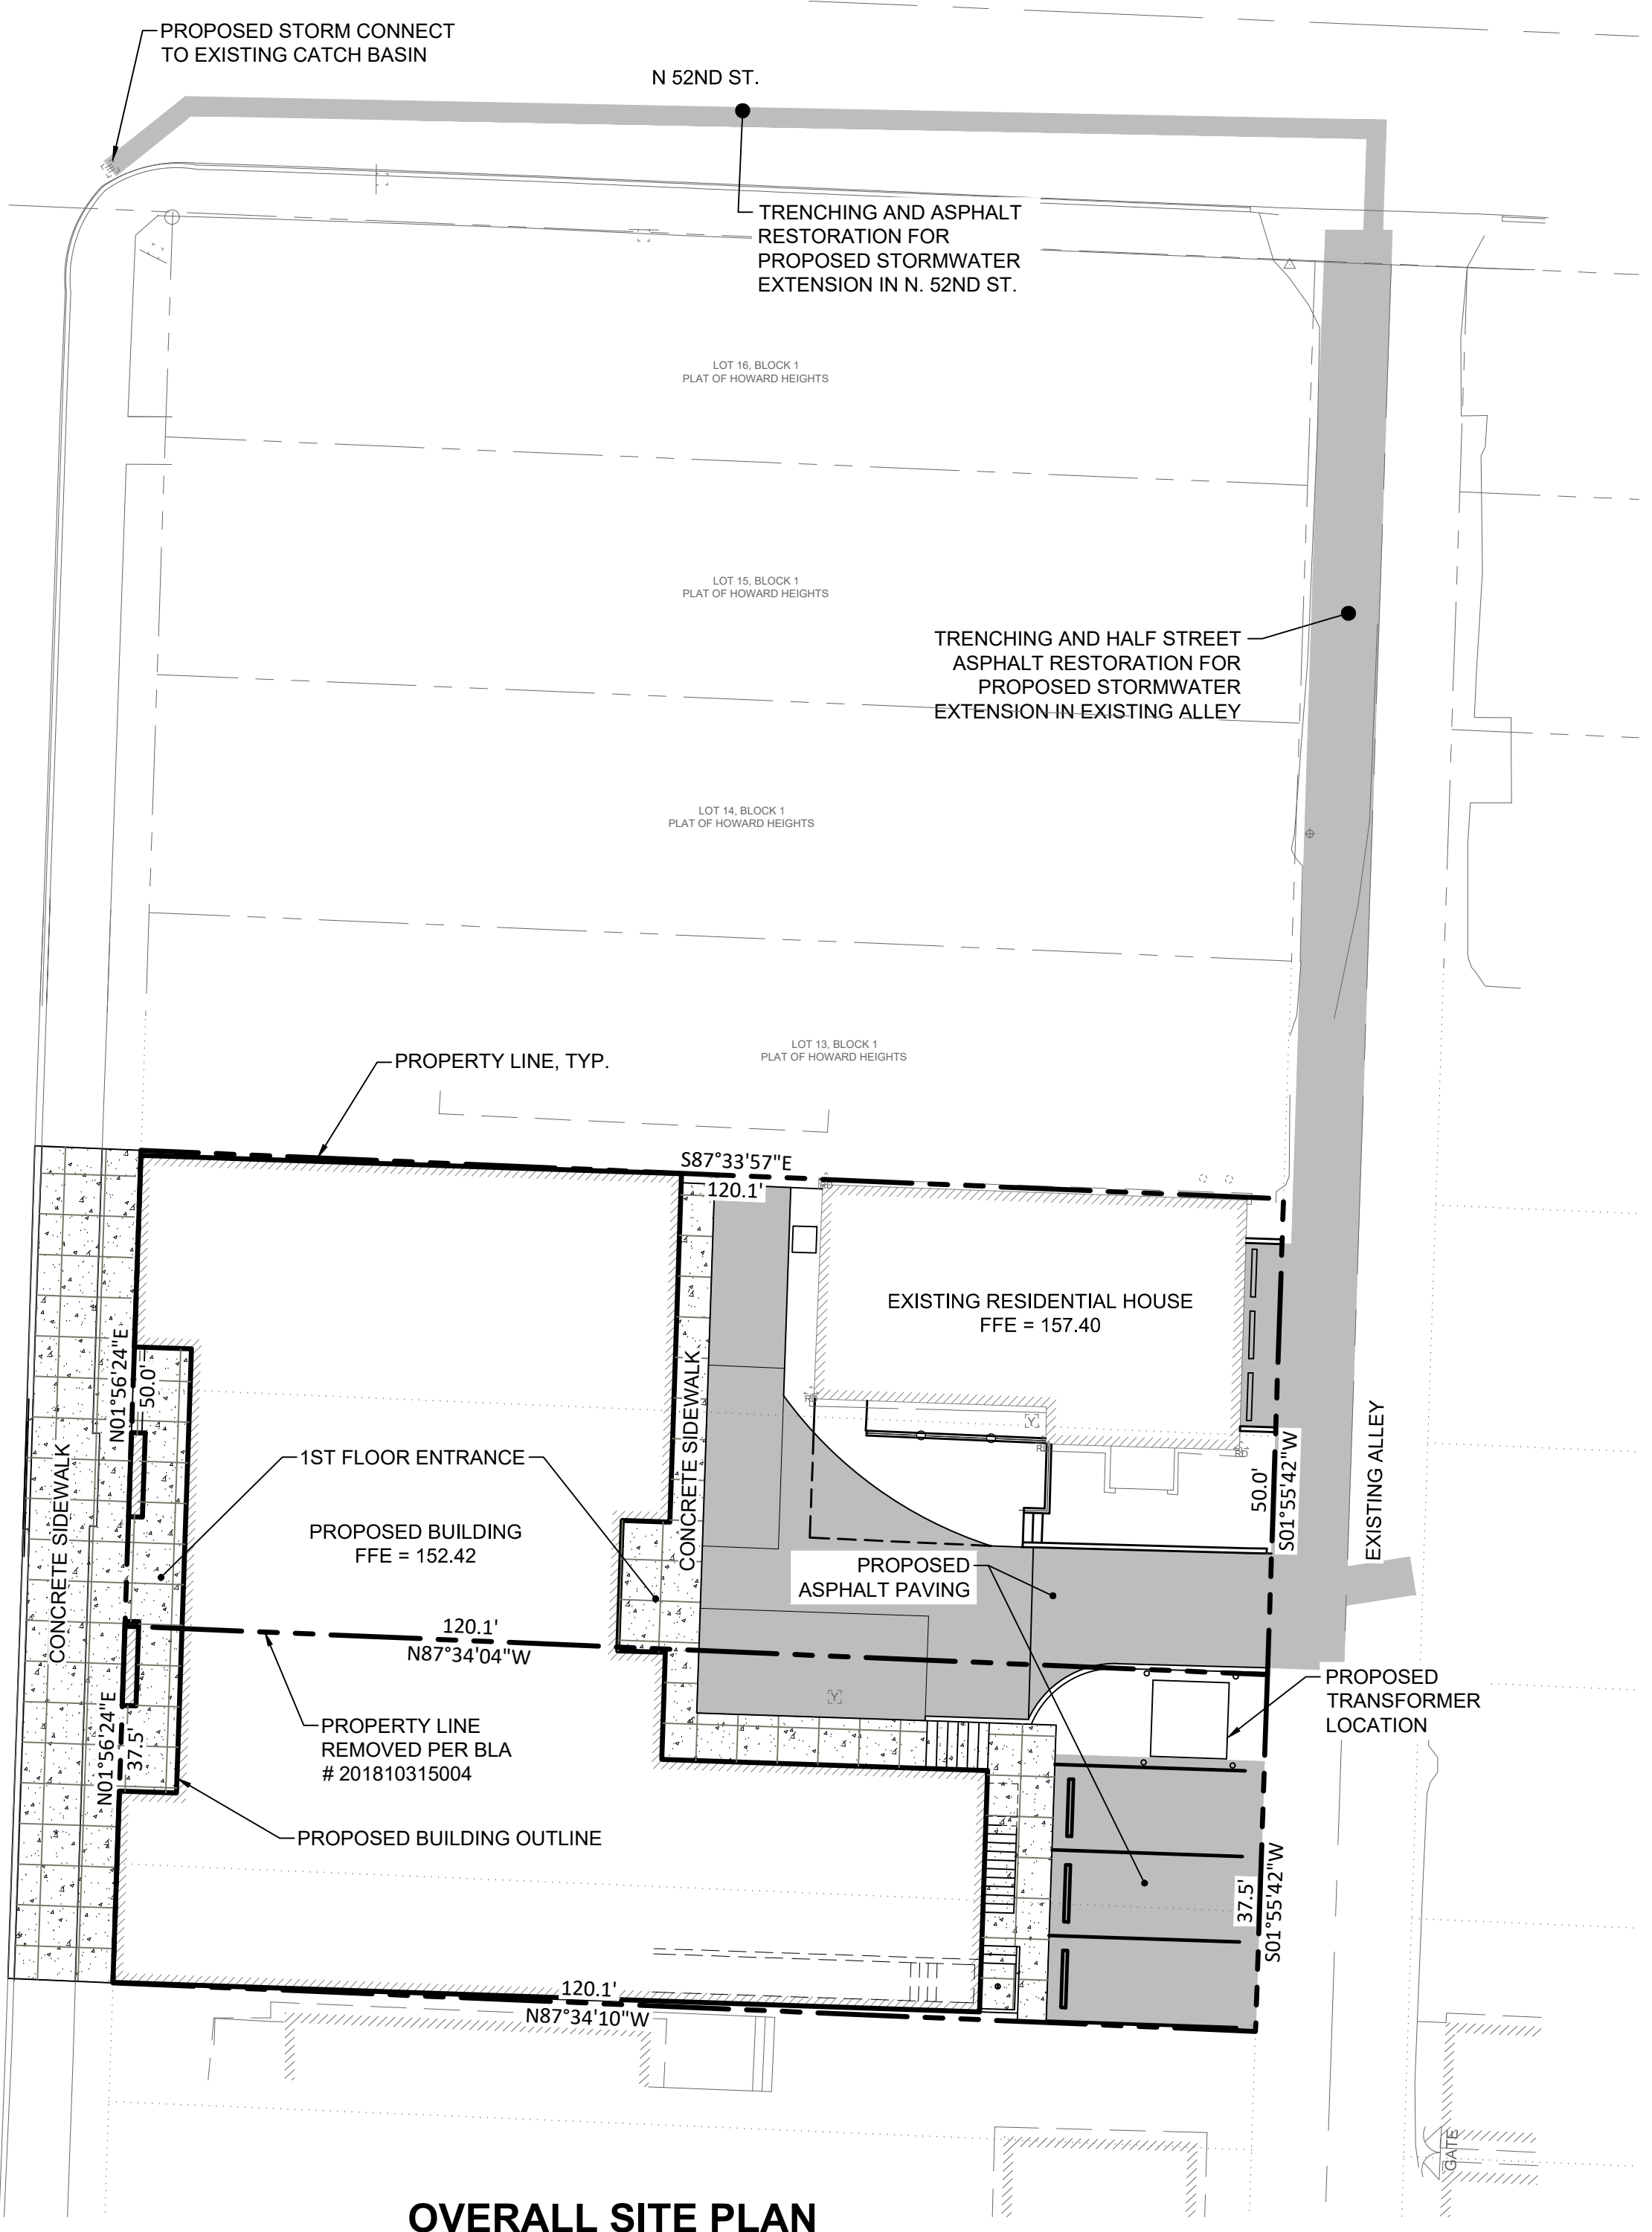 PROPOSED STORM CONNECT
TO EXISTING CATCH BASIN
N 52ND ST.
TRENCHING AND ASPHALT
RESTORATION FOR
PROPOSED STORMWATER
EXTENSION IN N. 52ND ST.
LOT 16, BLOCK 1
PLAT OF HOWARD HEIGHTS
LOT 15, BLOCK 1
PLAT OF HOWARD HEIGHTS
TRENCHING AND HALF STREET
ASPHALT RESTORATION FOR
PROPOSED STORMWATER
EXTENSION IN EXISTING ALLEY
LOT 14, BLOCK 1
PLAT OF HOWARD HEIGHTS
LOT 13, BLOCK 1
PLAT OF HOWARD HEIGHTS
PROPERTY LINE, TYP.
S87°33'57"E
120.1'
RD
EXISTING RESIDENTIAL HOUSE
FFE = 157.40
N01°56'24"E
50.0'
CONCRETE SIDEWALK
CONCRETE SIDEWALK
RD
Y
RD
RD
50.0'
S01°55'42"W
EXISTING ALLEY
1ST FLOOR ENTRANCE
PROPOSED BUILDING
FFE = 152.42
PROPOSED
ASPHALT PAVING
120.1'
N87°34'04"W
N01°56'24"E
37.5'
PROPERTY LINE
REMOVED PER BLA
# 201810315004
Y
PROPOSED
TRANSFORMER
LOCATION
PROPOSED BUILDING OUTLINE
37.5'
S01°55'42"W
120.1'
N87°34'10"W
GATE
OVERALL SITE PLAN